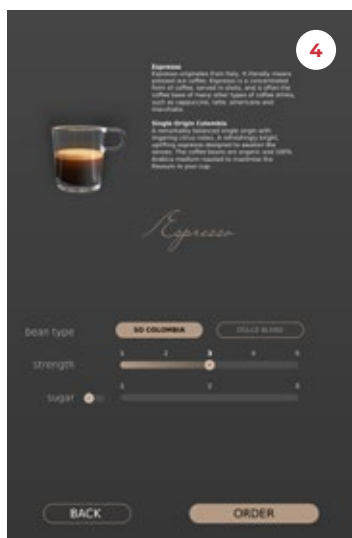 4
Espresso
Espresso originates from Italy, it literally means
pressed out coffee. Espresso is a concentrated
form of coffee, served in shots, and is often the
coffee base of many other types of coffee drinks,
such as cappuccino, latte, americano and
macchiato.
Single Origin Colombia
A remarkably balanced single origin with
lingering citrus notes. A refreshingly bright,
uplifting espresso designed to awaken the
senses. The coffee beans are organic and 100%
Arabica medium roasted to maximise the
flavours in your cup.
Espresso
bean type
SO COLOMBIA
DOLCE BLEND
1 2 3 4 5
strength
1 2 3
sugar
BACK
ORDER